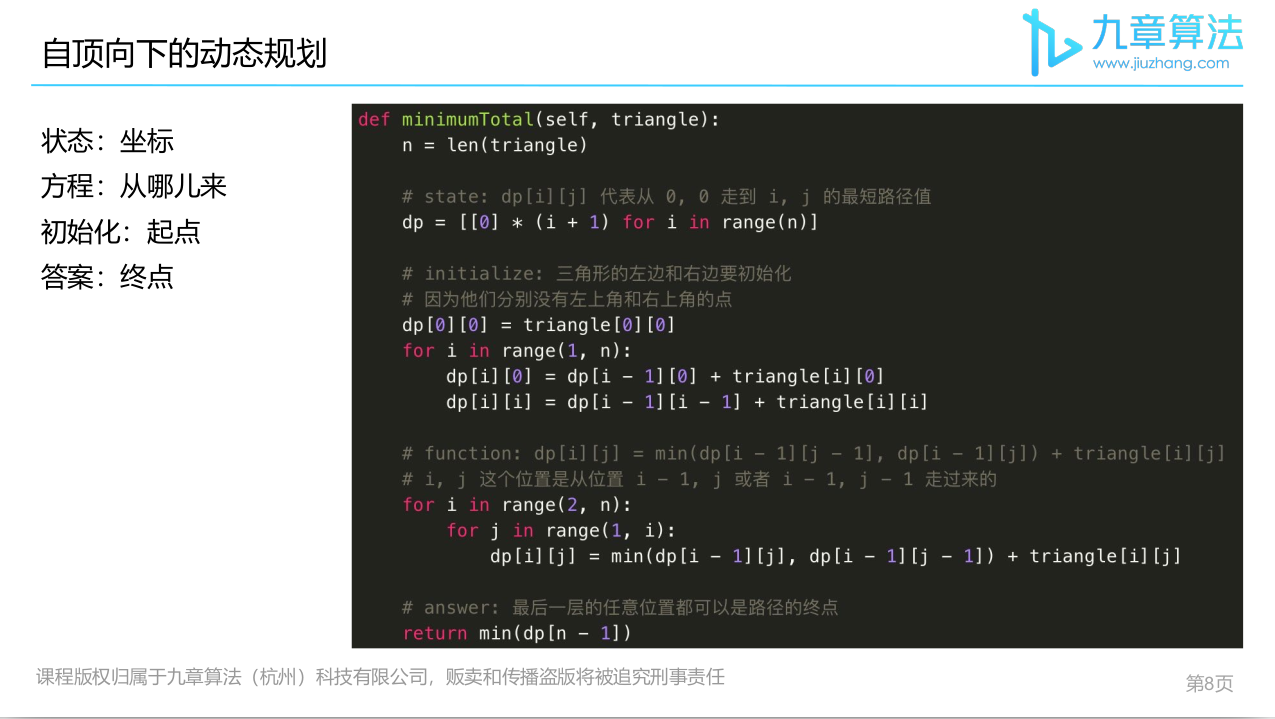 自顶向下的动态规划
九章算法
www.jiuzhang.com
状态：坐标
方程：从哪儿来
初始化：起点
答案：终点
def minimumTotal(self, triangle):
    n = len(triangle)
    # state: dp[i][j] 代表从 0, 0 走到 i, j 的最短路径值
    dp = [[0] * (i + 1) for i in range(n)]
    # initialize: 三角形的左边和右边要初始化
    # 因为他们分别没有左上角和右上角的点
    dp[0][0] = triangle[0][0]
    for i in range(1, n):
        dp[i][0] = dp[i - 1][0] + triangle[i][0]
        dp[i][i] = dp[i - 1][i - 1] + triangle[i][i]
    # function: dp[i][j] = min(dp[i - 1][j - 1], dp[i - 1][j]) + triangle[i][j]
    # i, j 这个位置是从位置 i - 1, j 或者 i - 1, j - 1 走过来的
    for i in range(2, n):
        for j in range(1, i):
            dp[i][j] = min(dp[i - 1][j], dp[i - 1][j - 1]) + triangle[i][j]
    # answer: 最后一层的任意位置都可以是路径的终点
    return min(dp[n - 1])
课程版权归属于九章算法（杭州）科技有限公司，贩卖和传播盗版将被追究刑事责任
第8页